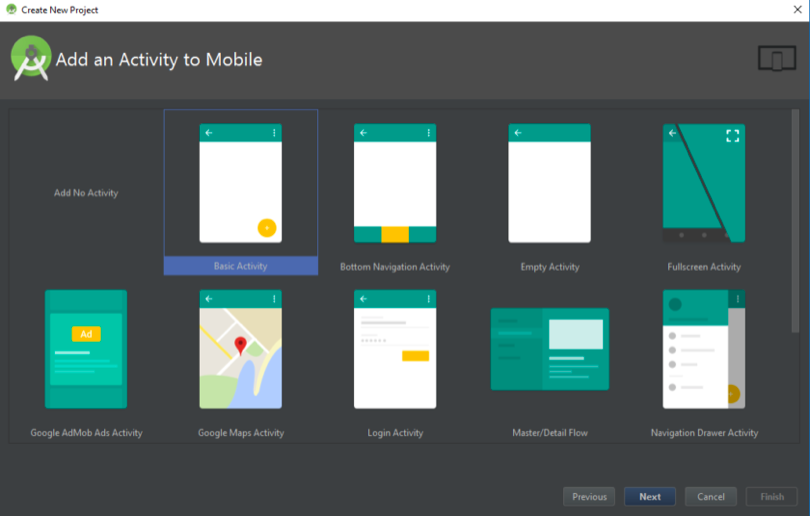 Create New Project
Add an Activity to Mobile
Add No Activity
Basic Activity
Bottom Navigation Activity
Empty Activity
Fullscreen Activity
Ad
Google AdMob Ads Activity
Google Maps Activity
Login Activity
Master/Detail Flow
Navigation Drawer Activity
Previous
Next
Cancel
Finish